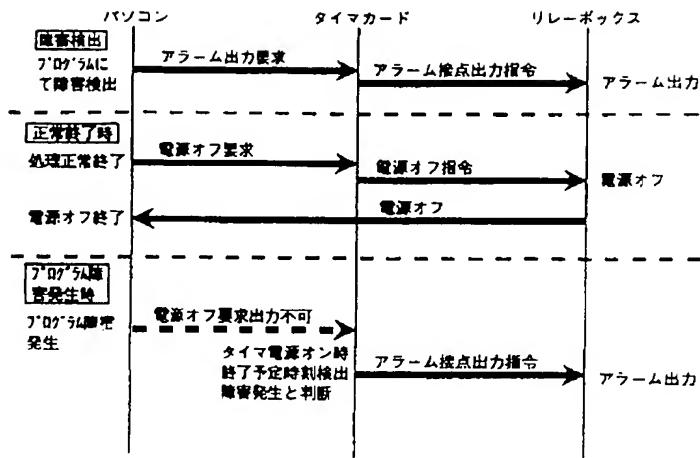 パソコン
タイマカード
リレーボックス
障害検出
プログラムに
て障害検出
アラーム出力要求
アラーム接点出力指令
アラーム出力
正常終了時
処理正常終了
電源オフ要求
電源オフ指令
電源オフ
電源オフ終了
電源オフ
プログラム障
害発生時
プログラム障害
発生
電源オフ要求出力不可
タイマ電源オン時
終了予定時刻検出
障害発生と判断
アラーム接点出力指令
アラーム出力